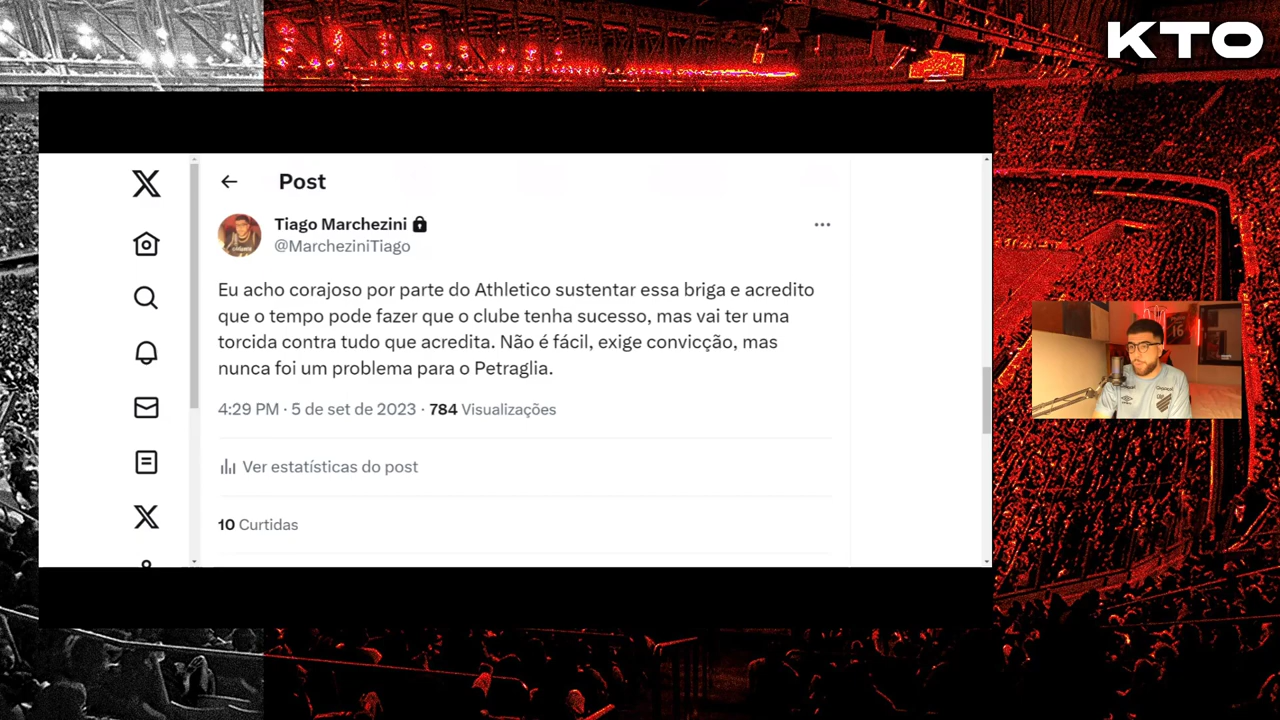 KTO
Post
Tiago Marchezini
@MarcheziniTiago
Eu acho corajoso por parte do Athletico sustentar essa briga e acredito
que o tempo pode fazer que o clube tenha sucesso, mas vai ter uma
torcida contra tudo que acredita. Não é fácil, exige convicção, mas
nunca foi um problema para o Petraglia.
4:29 PM · 5 de set de 2023 · 784 Visualizações
Ver estatísticas do post
10 Curtidas
16